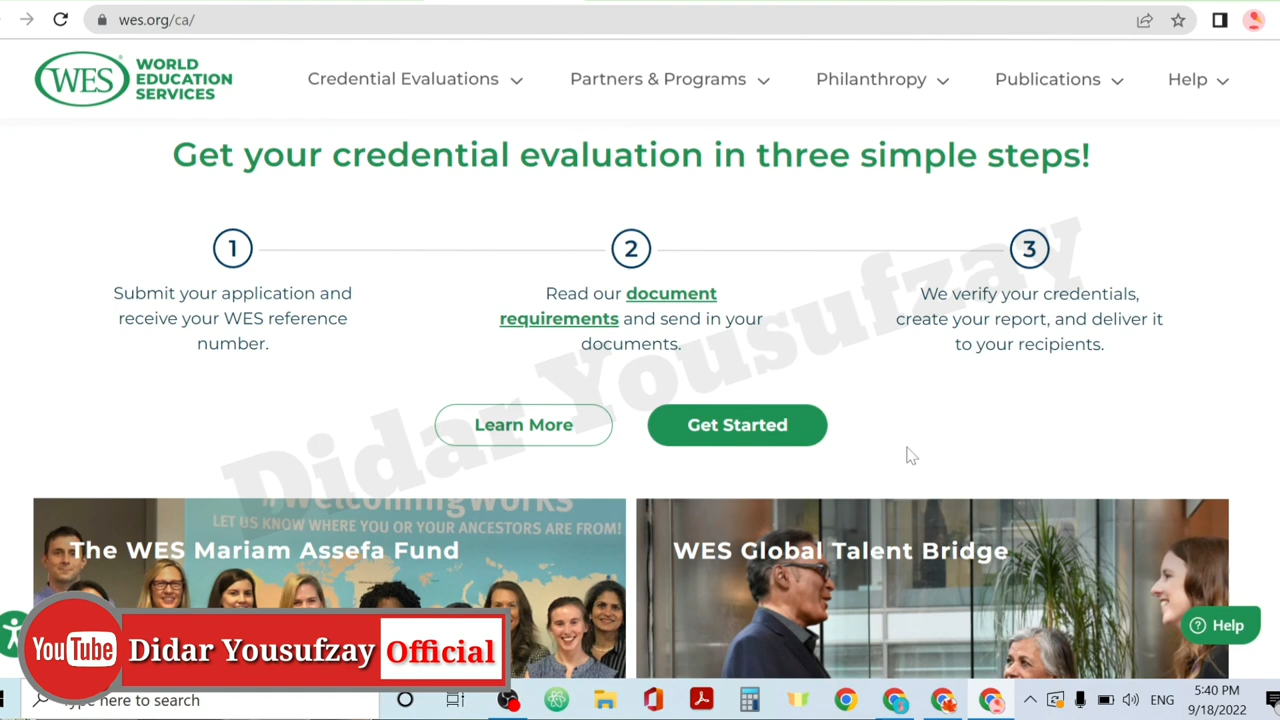 wes.org/ca/
WES WORLD
EDUCATION
SERVICES
Credential Evaluations
Partners & Programs
Philanthropy
Publications
Help
Get your credential evaluation in three simple steps!
1
2
3
Submit your application and
receive your WES reference
number.
Read our document
requirements and send in your
documents.
We verify your credentials,
create your report, and deliver it
to your recipients.
Didar Yousufzay
Learn More
Get Started
#WelcomingWorks
LET US KNOW WHERE YOU OR YOUR ANCESTORS ARE FROM!
The WES Mariam Assefa Fund
WES Global Talent Bridge
Help
YouTube Didar Yousufzay Official
here to search
ENG
5:40 PM
9/18/2022